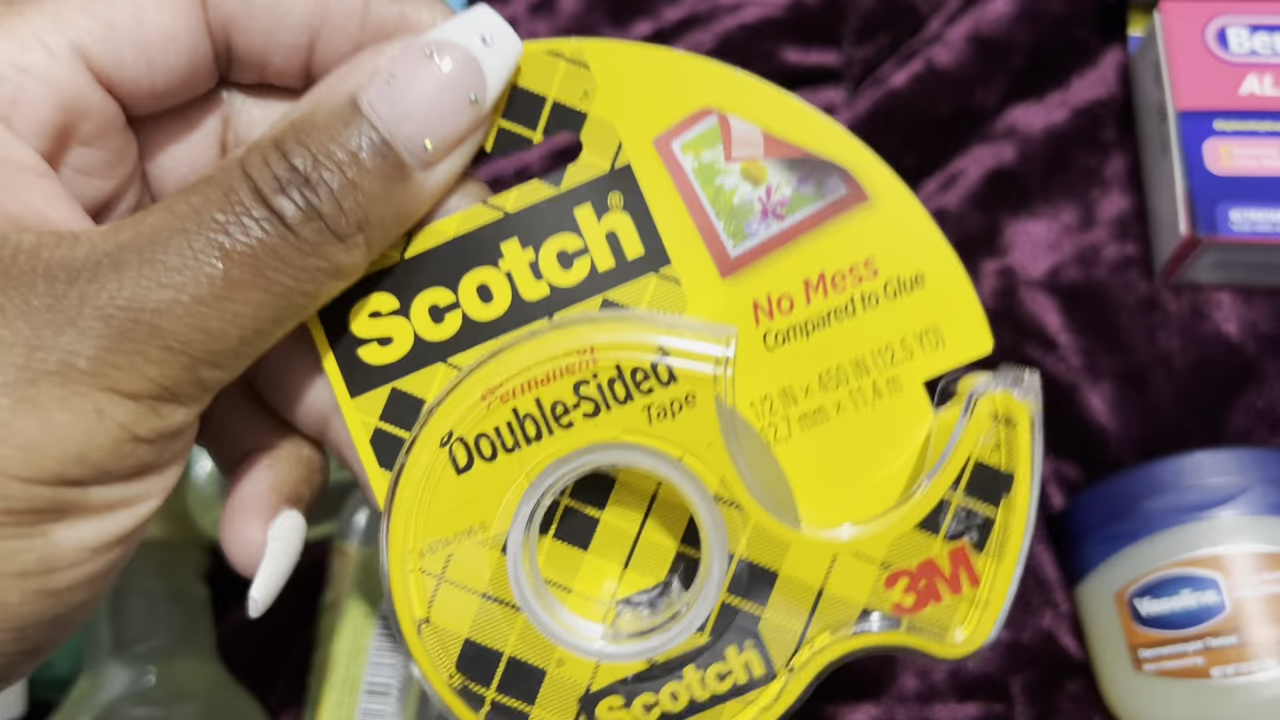 Scotch®
No Mess
Compared to Glue
1/2 IN × 450 IN (12,5 YD)
12,7 mm × 11,4 m
Permanent
Double-Sided
Tape
3M
Scotch
Vaseline